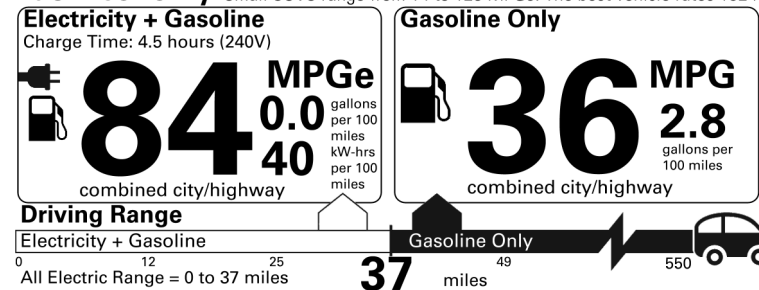 Electricity + Gasoline
Charge Time: 4.5 hours (240V)
84
MPGe
0.0 gallons per 100 miles
40 kW-hrs per 100 miles
combined city/highway
Gasoline Only
36
MPG
2.8
gallons per
100 miles
combined city/highway
Driving Range
Electricity + Gasoline
Gasoline Only
0 12 25 37 miles 49 550
All Electric Range = 0 to 37 miles